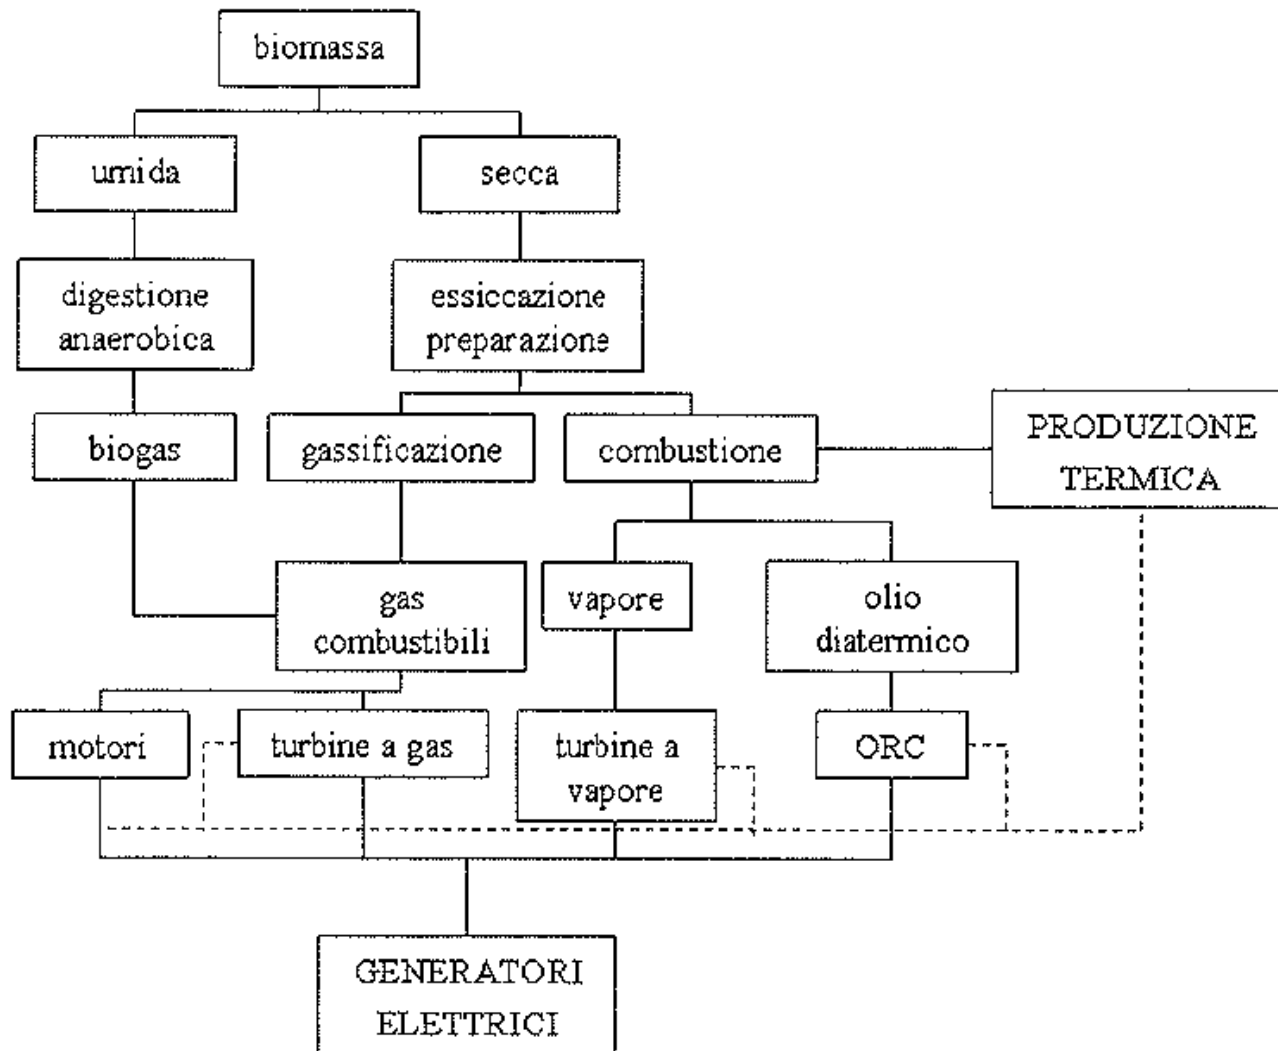 biomassa
umida
secca
digestione
anaerobica
essiccazione
preparazione
biogas
gassificazione
combustione
PRODUZIONE
TERMICA
gas
combustibili
vapore
olio
diatermico
motori
turbine a gas
turbine a
vapore
ORC
GENERATORI
ELETTRICI